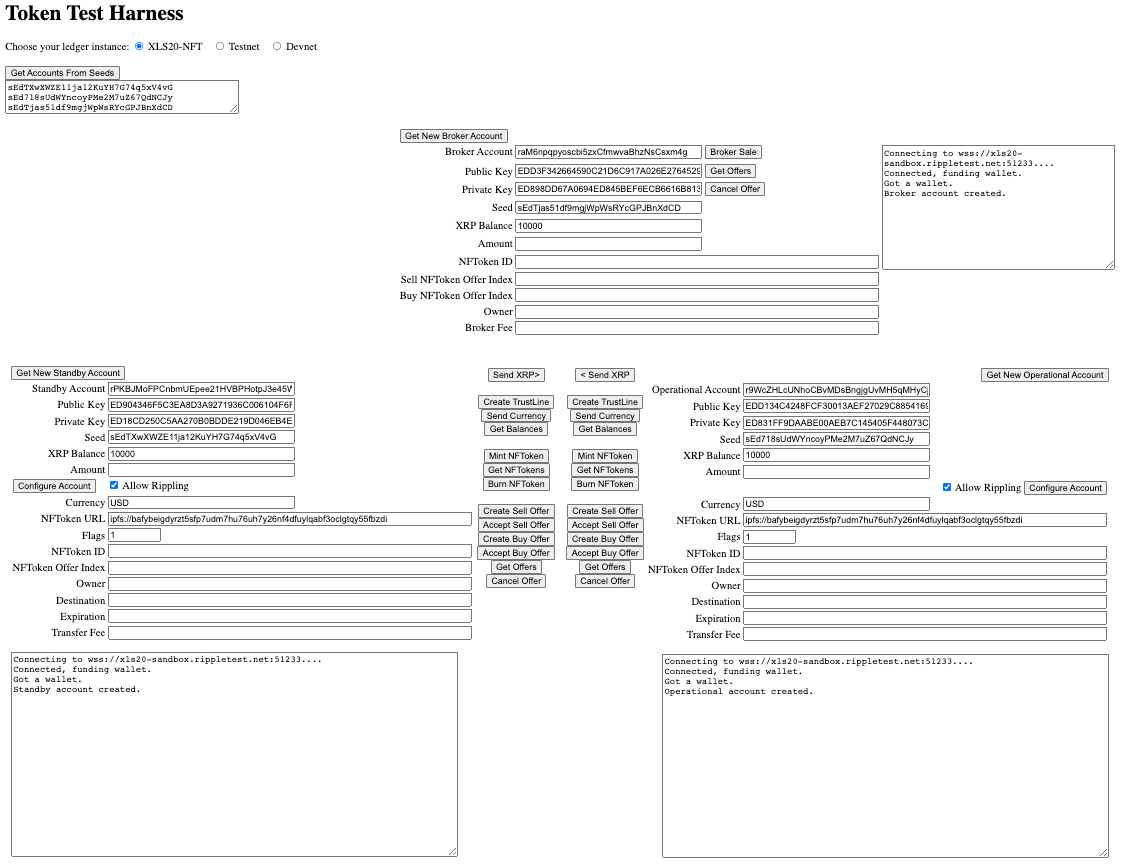 Token Test Harness
Choose your ledger instance: XLS20-NFT Testnet Devnet
Get Accounts From Seeds
sEdTXwXWZE11ja12KuYH7G74q5xV4vG
sEd718sUdWYncoyPMe2M7uZ67QdNCJy
sEdTjas51df9mgjWpWsRYcGPJBnXdCD
Get New Broker Account
Broker Account raM6npqpyoscbi5zxCfmwvaBhzNsCsxm4g Broker Sale
Public Key EDD3F342664590C21D6C917A026E2764529 Get Offers
Private Key ED898DD67A0694ED845BEF6ECB6616B813 Cancel Offer
Seed sEdTjas51df9mgjWpWsRYcGPJBnXdCD
XRP Balance 10000
Amount
NFToken ID
Sell NFToken Offer Index
Buy NFToken Offer Index
Owner
Broker Fee
Connecting to wss://xls20-
sandbox.rippletest.net:51233....
Connected, funding wallet.
Got a wallet.
Broker account created.
Get New Standby Account
Standby Account rPKBJMoFPCnbmUEpee21HVBPHotpJ3e45V
Public Key ED904346F5C3EA8D3A9271936C006104F6F
Private Key ED18CD250C5AA270B0BDDE219D046EB4E
Seed sEdTXwXWZE11ja12KuYH7G74q5xV4vG
XRP Balance 10000
Amount
Configure Account Allow Rippling
Currency USD
NFToken URL ipfs://bafybeigdyrzt5sfp7udm7hu76uh7y26nf4dfuylqabf3oclgtqy55fbzdi
Flags 1
NFToken ID
NFToken Offer Index
Owner
Destination
Expiration
Transfer Fee
Send XRP> < Send XRP
Create TrustLine Create TrustLine
Send Currency Send Currency
Get Balances Get Balances
Mint NFToken Mint NFToken
Get NFTokens Get NFTokens
Burn NFToken Burn NFToken
Create Sell Offer Create Sell Offer
Accept Sell Offer Accept Sell Offer
Create Buy Offer Create Buy Offer
Accept Buy Offer Accept Buy Offer
Get Offers Get Offers
Cancel Offer Cancel Offer
Get New Operational Account
Operational Account r9WcZHLcUNhoCBvMDsBngjgUvMH5qMHyCj
Public Key EDD134C4248FCF30013AEF27029C8854169
Private Key ED831FF9DAABE00AEB7C145405F448073C
Seed sEd718sUdWYncoyPMe2M7uZ67QdNCJy
XRP Balance 10000
Amount
Allow Rippling Configure Account
Currency USD
NFToken URL ipfs://bafybeigdyrzt5sfp7udm7hu76uh7y26nf4dfuylqabf3oclgtqy55fbzdi
Flags 1
NFToken ID
NFToken Offer Index
Owner
Destination
Expiration
Transfer Fee
Connecting to wss://xls20-sandbox.rippletest.net:51233....
Connected, funding wallet.
Got a wallet.
Standby account created.
Connecting to wss://xls20-sandbox.rippletest.net:51233....
Connected, funding wallet.
Got a wallet.
Operational account created.